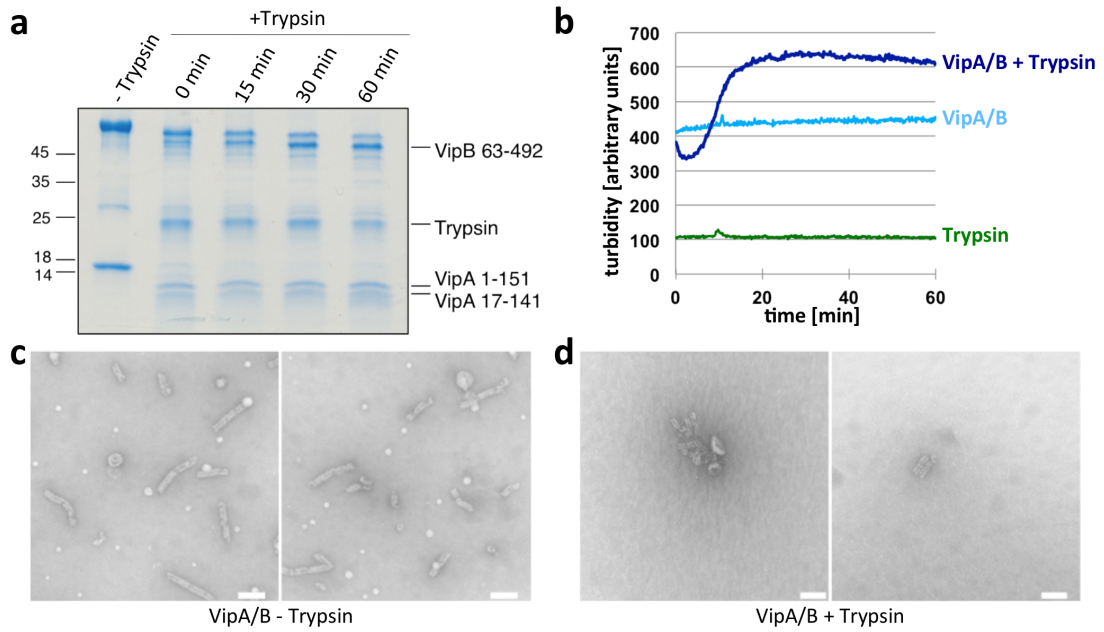 a
+Trypsin
- Trypsin
0 min
15 min
30 min
60 min
45
35
25
18
14
VipB 63-492
Trypsin
VipA 1-151
VipA 17-141
b
turbidity [arbitrary units]
700
600
500
400
300
200
100
0
0
20
40
60
time [min]
VipA/B + Trypsin
VipA/B
Trypsin
c
VipA/B - Trypsin
d
VipA/B + Trypsin